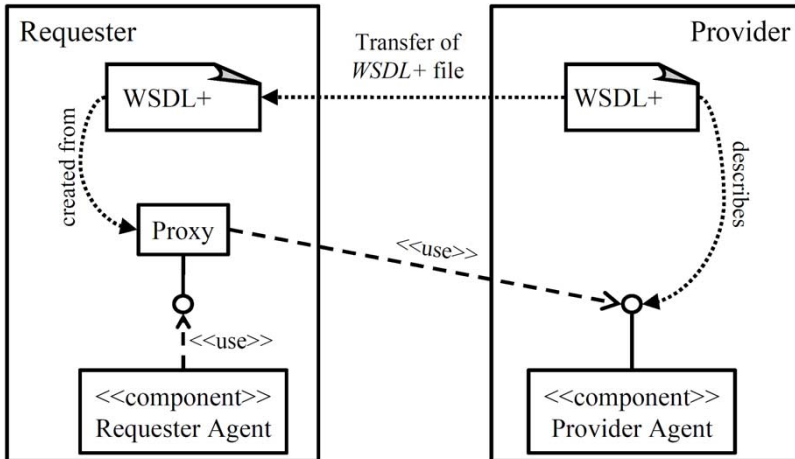 Requester
Provider
Transfer of
WSDL+ file
WSDL+
WSDL+
created from
describes
Proxy
<<use>>
<<use>>
<<component>>
Requester Agent
<<component>>
Provider Agent